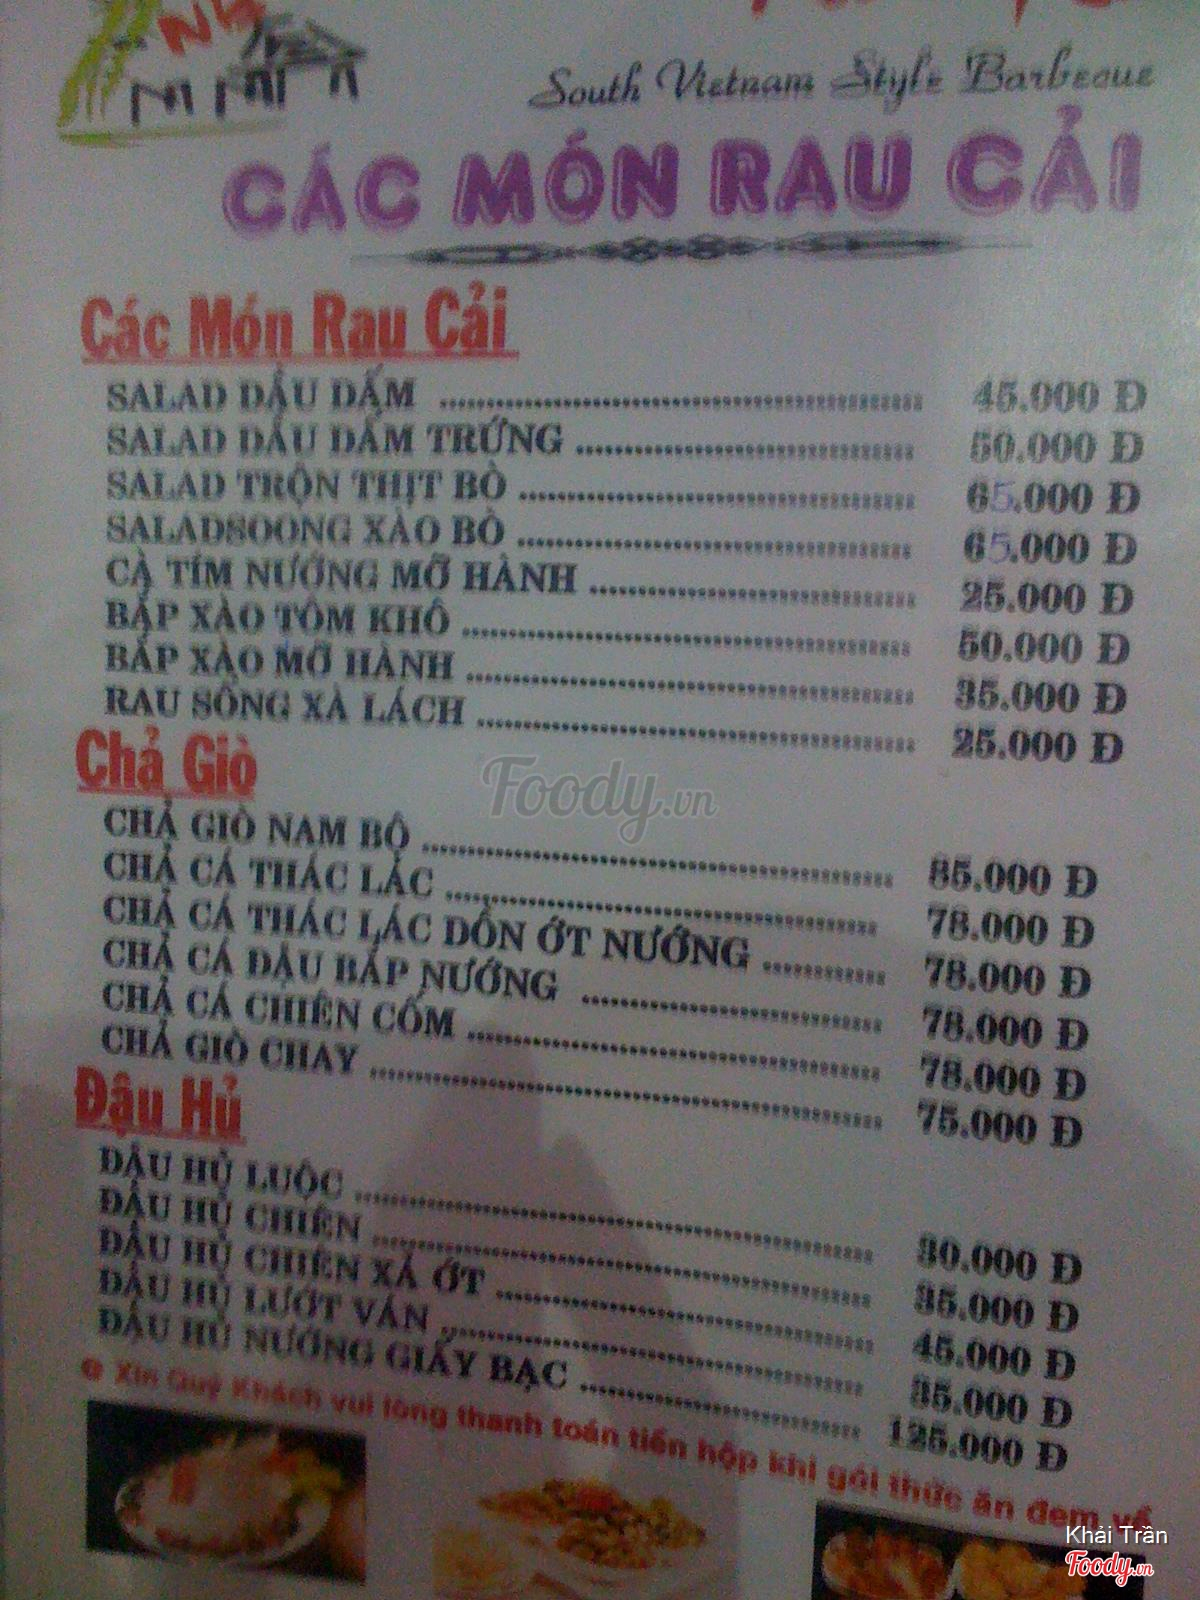 South Vietnam Style Barbecue
CÁC MÓN RAU CẢI
Các Món Rau Cải
SALAD DẦU DẤM ........ 45.000 Đ
SALAD DẦU DẤM TRỨNG ........ 50.000 Đ
SALAD TRỘN THỊT BÒ ........ 65.000 Đ
SALADSOONG XÀO BÒ ........ 65.000 Đ
CÀ TÍM NƯỚNG MỠ HÀNH ........ 25.000 Đ
BẮP XÀO TÔM KHÔ ........ 50.000 Đ
BẮP XÀO MỠ HÀNH ........ 35.000 Đ
RAU SỐNG XÀ LÁCH ........ 25.000 Đ
Chả Giò
CHẢ GIÒ NAM BỘ ........ 85.000 Đ
CHẢ CÁ THÁC LÁC ........ 78.000 Đ
CHẢ CÁ THÁC LÁC DỒN ỚT NƯỚNG ........ 78.000 Đ
CHẢ CÁ ĐẬU BẮP NƯỚNG ........ 78.000 Đ
CHẢ CÁ CHIÊN CỐM ........ 78.000 Đ
CHẢ GIÒ CHAY ........ 75.000 Đ
Đậu Hủ
ĐẬU HỦ LUỘC ........ 30.000 Đ
ĐẬU HỦ CHIÊN ........ 35.000 Đ
ĐẬU HỦ CHIÊN XẢ ỚT ........ 45.000 Đ
ĐẬU HỦ LƯỚT VÁN ........ 35.000 Đ
ĐẬU HỦ NƯỚNG GIẤY BẠC ........ 125.000 Đ
Xin Quý Khách vui lòng thanh toán tiền hộp khi gói thức ăn đem về
Foody.vn
Khải Trần
Foody.vn